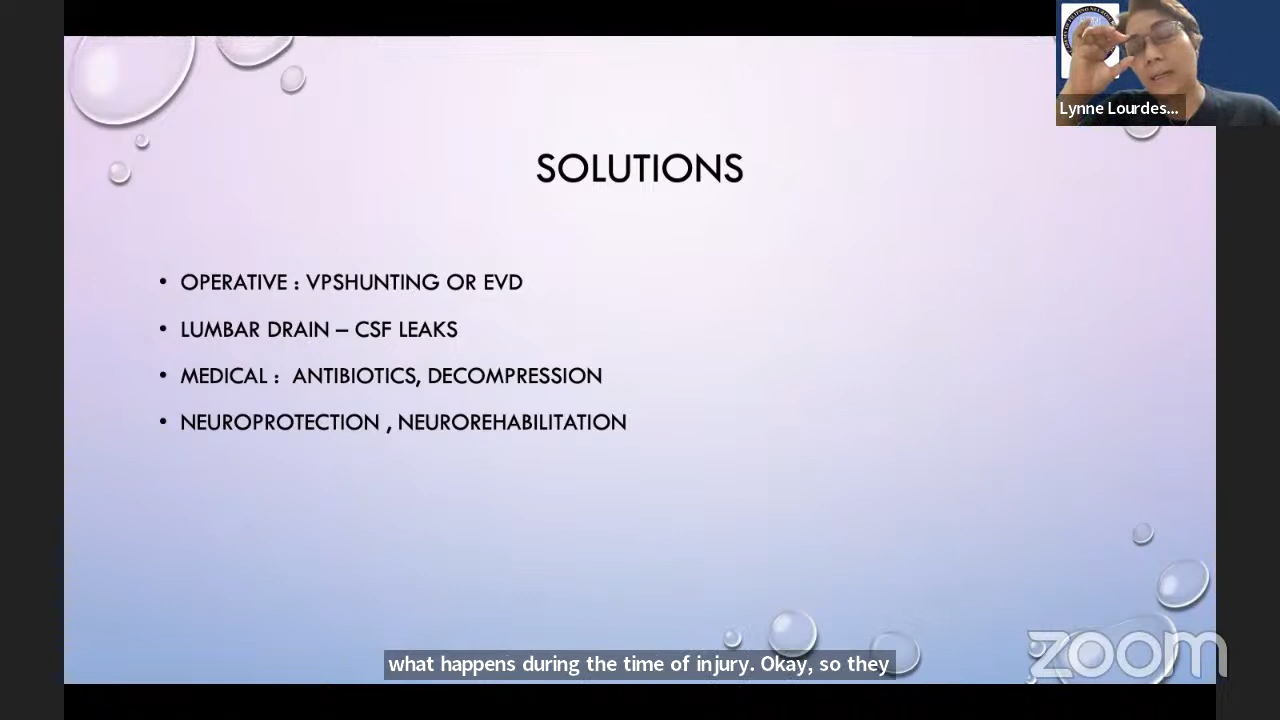 Lynne Lourdes...
SOLUTIONS
• OPERATIVE : VPSHUNTING OR EVD
• LUMBAR DRAIN – CSF LEAKS
• MEDICAL :  ANTIBIOTICS, DECOMPRESSION
• NEUROPROTECTION , NEUROREHABILITATION
what happens during the time of injury. Okay, so they
zoom